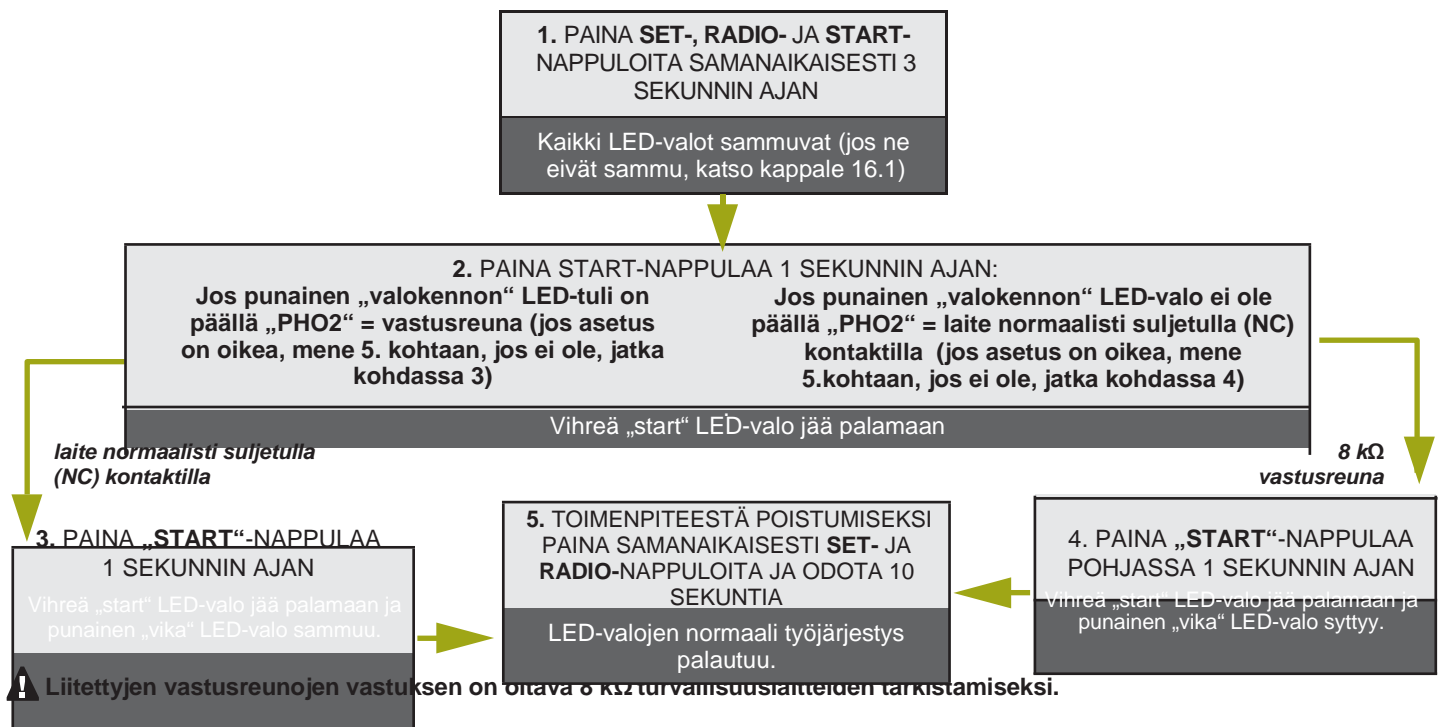 1. PAINA SET-, RADIO- JA START-
NAPPULOITA SAMANAIKAISESTI 3
SEKUNNIN AJAN
Kaikki LED-valot sammuvat (jos ne
eivät sammu, katso kappale 16.1)
2. PAINA START-NAPPULAA 1 SEKUNNIN AJAN:
Jos punainen „valokennon“ LED-tuli on
päällä „PHO2“ = vastusreuna (jos asetus
on oikea, mene 5. kohtaan, jos ei ole, jatka
kohdassa 3)
Jos punainen „valokennon“ LED-valo ei ole
päällä „PHO2“ = laite normaalisti suljetulla (NC)
kontaktilla (jos asetus on oikea, mene
5.kohtaan, jos ei ole, jatka kohdassa 4)
Vihreä „start“ LED-valo jää palamaan
laite normaalisti suljetulla
(NC) kontaktilla
8 kΩ
vastusreuna
3. PAINA „START“-NAPPULAA
1 SEKUNNIN AJAN
Vihreä „start“ LED-valo jää palamaan ja
punainen „vika“ LED-valo sammuu.
5. TOIMENPITEESTÄ POISTUMISEKSI
PAINA SAMANAIKAISESTI SET- JA
RADIO-NAPPULOITA JA ODOTA 10
SEKUNTIA
LED-valojen normaali työjärjestys
palautuu.
4. PAINA „START“-NAPPULAA
POHJASSA 1 SEKUNNIN AJAN
Vihreä „start“ LED-valo jää palamaan ja
punainen „vika“ LED-valo syttyy.
Liitettyjen vastusreunojen vastuksen on oltava 8 kΩ turvallisuuslaitteiden tarkistamiseksi.